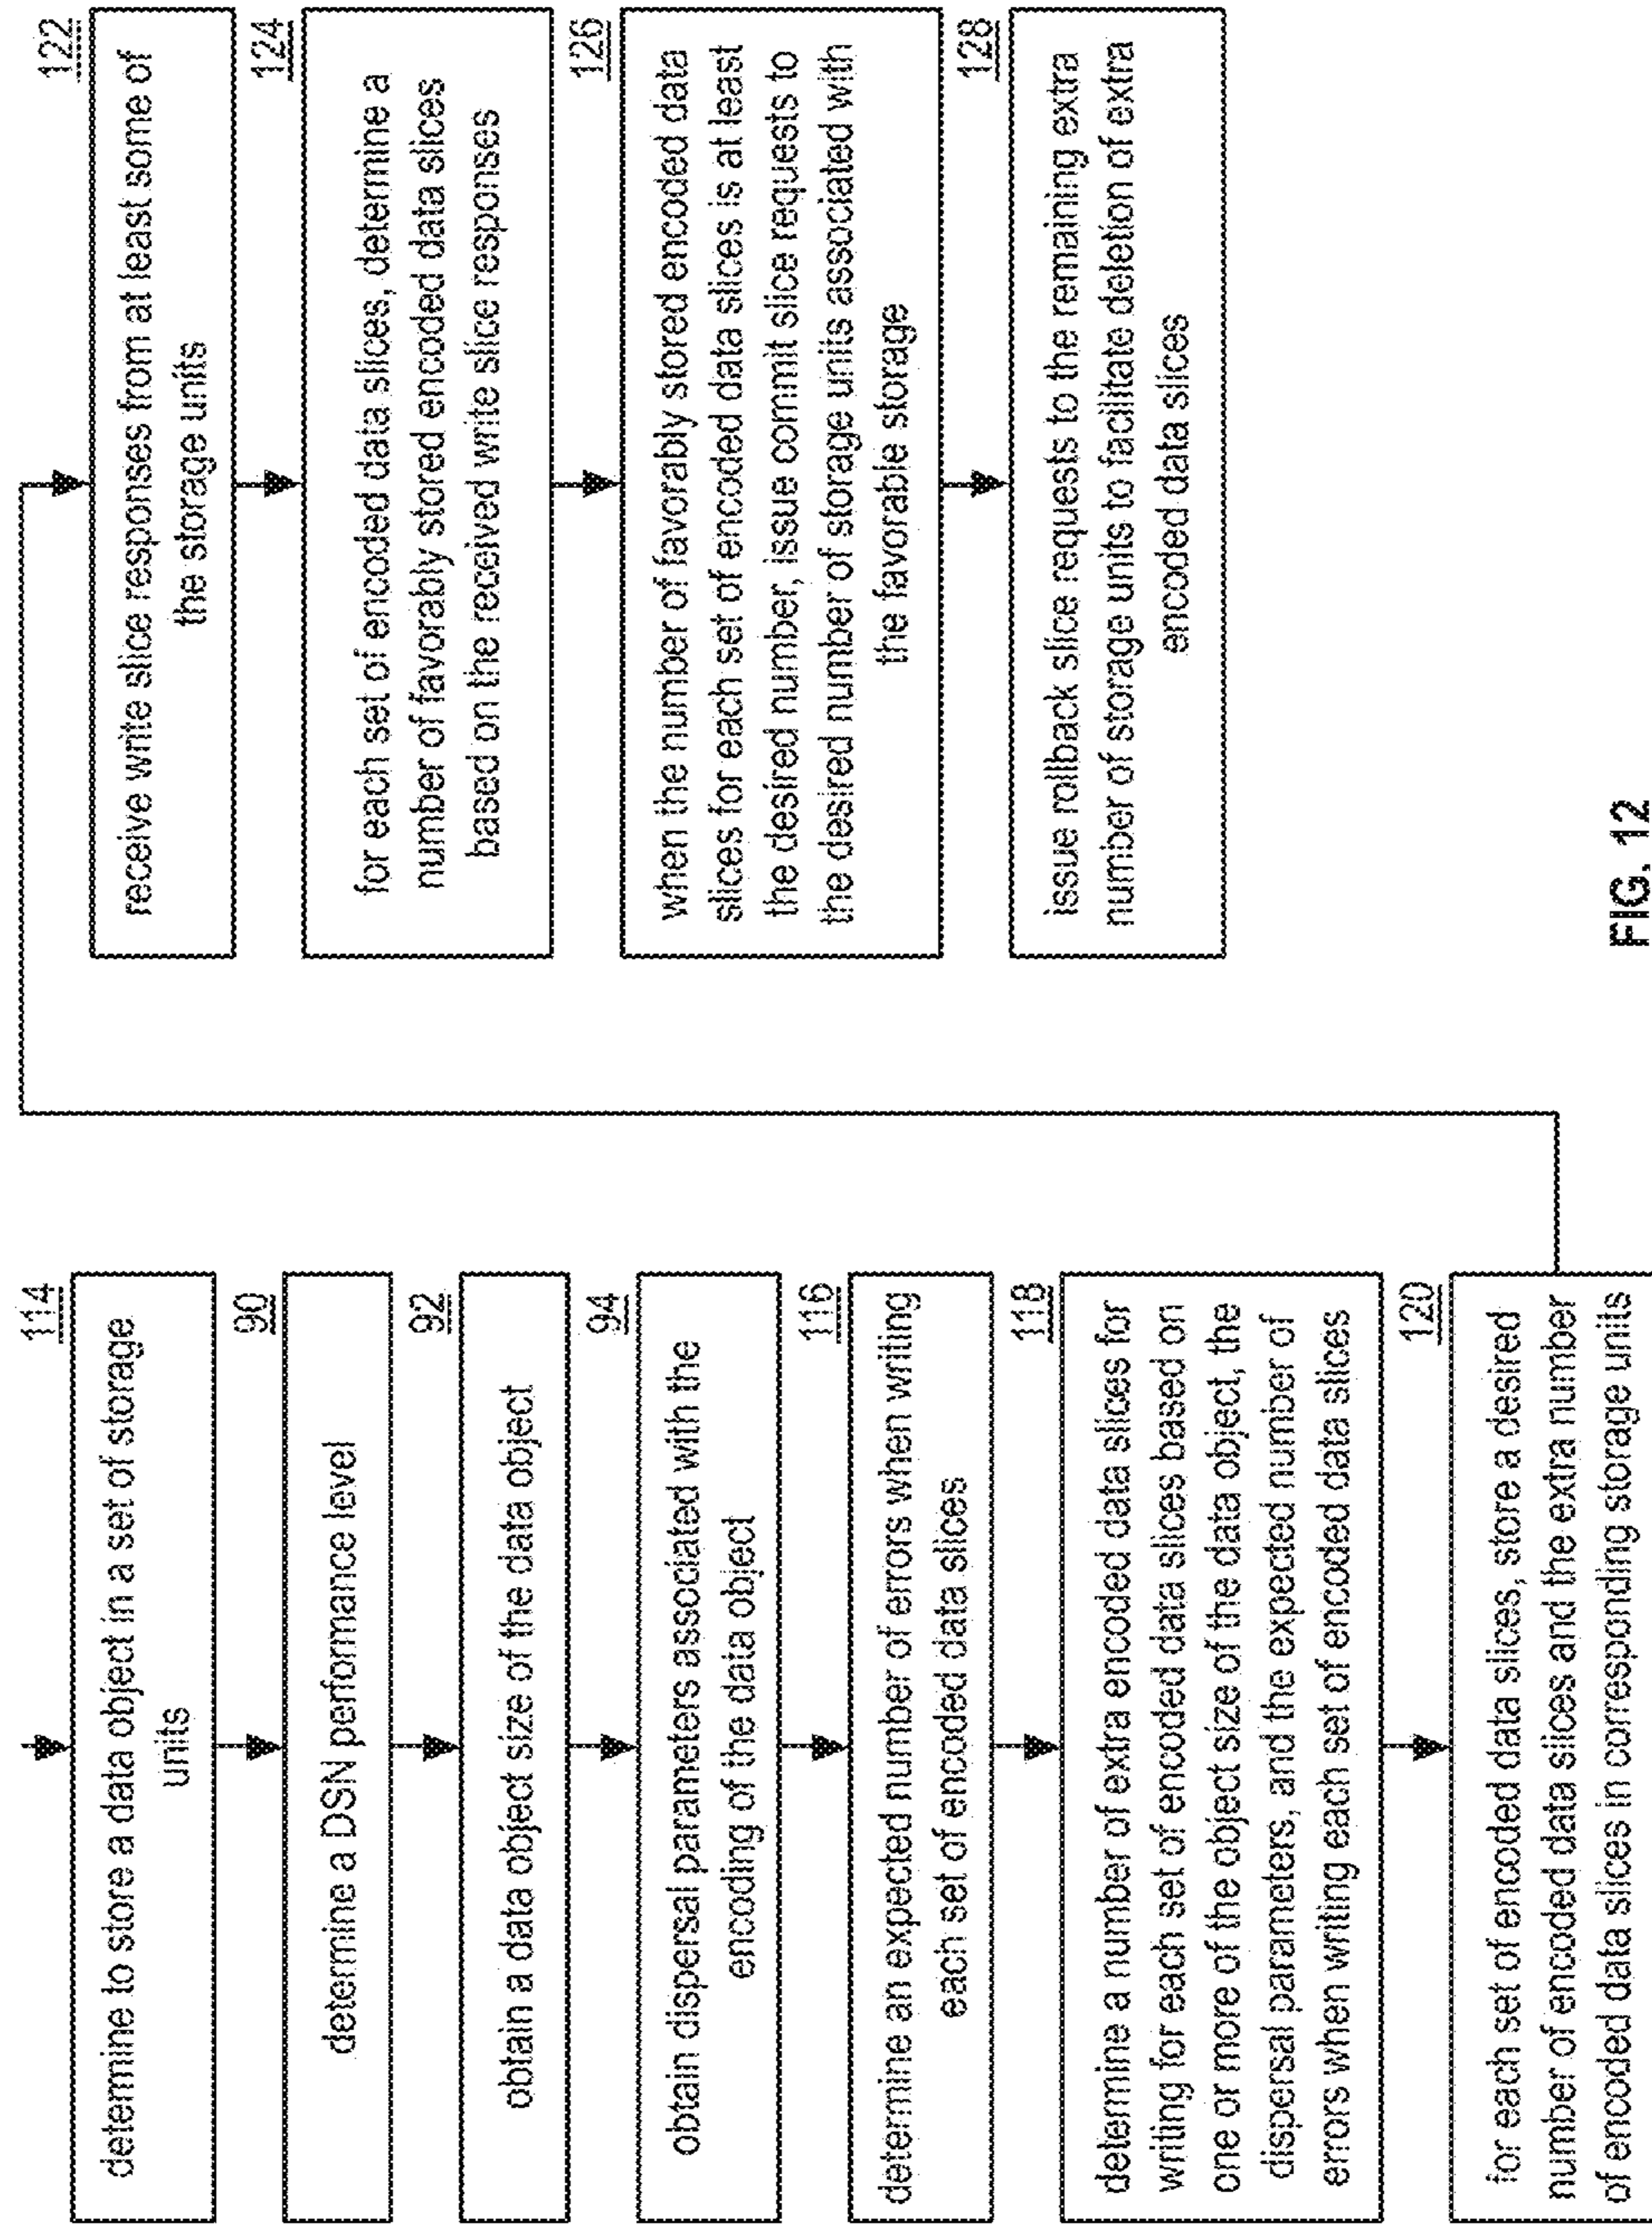 114
determine to store a data object in a set of storage
units
90
determine a DSN performance level
92
obtain a data object size of the data object
94
obtain dispersal parameters associated with the
encoding of the data object
116
determine an expected number of errors when writing
each set of encoded data slices
118
determine a number of extra encoded data slices for
writing for each set of encoded data slices based on
one or more of the object size of the data object, the
dispersal parameters, and the expected number of
errors when writing each set of encoded data slices
120
for each set of encoded data slices, store a desired
number of encoded data slices and the extra number
of encoded data slices in corresponding storage units
122
receive write slice responses from at least some of
the storage units
124
for each set of encoded data slices, determine a
number of favorably stored encoded data slices
based on the received write slice responses
126
when the number of favorably stored encoded data
slices for each set of encoded data slices is at least
the desired number, issue commit slice requests to
the desired number of storage units associated with
the favorable storage
128
issue rollback slice requests to the remaining extra
number of storage units to facilitate deletion of extra
encoded data slices
FIG. 12